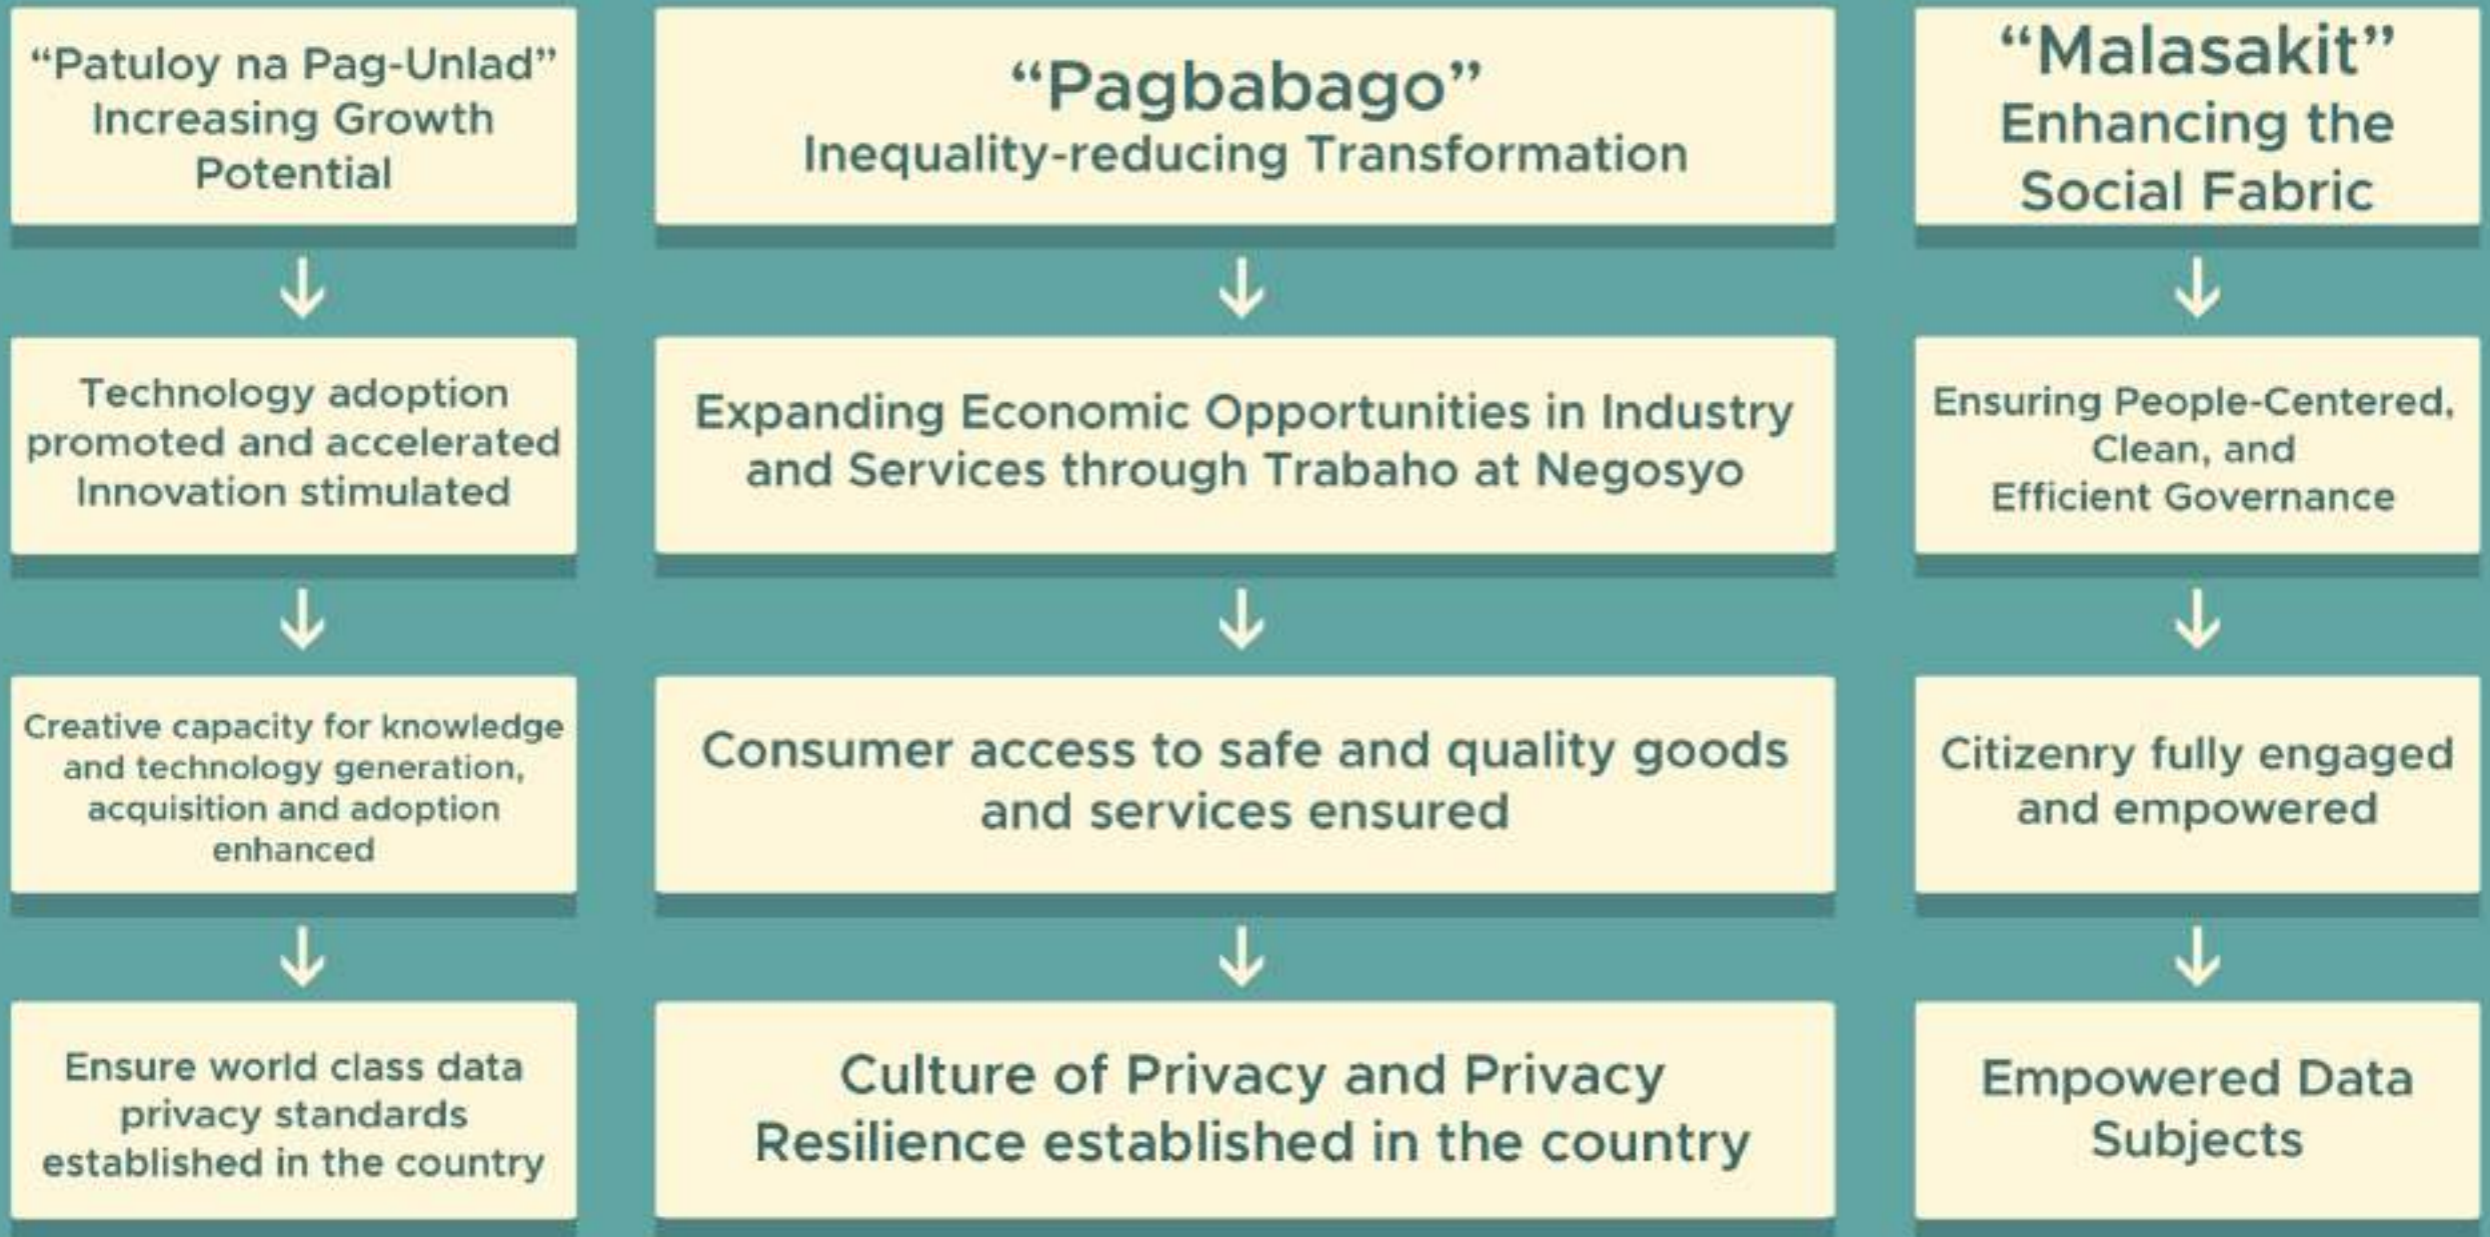 “Patuloy na Pag-Unlad”
Increasing Growth
Potential
“Pagbabago”
Inequality-reducing Transformation
“Malasakit”
Enhancing the
Social Fabric
Technology adoption
promoted and accelerated
Innovation stimulated
Expanding Economic Opportunities in Industry
and Services through Trabaho at Negosyo
Ensuring People-Centered,
Clean, and
Efficient Governance
Creative capacity for knowledge
and technology generation,
acquisition and adoption
enhanced
Consumer access to safe and quality goods
and services ensured
Citizenry fully engaged
and empowered
Ensure world class data
privacy standards
established in the country
Culture of Privacy and Privacy
Resilience established in the country
Empowered Data
Subjects